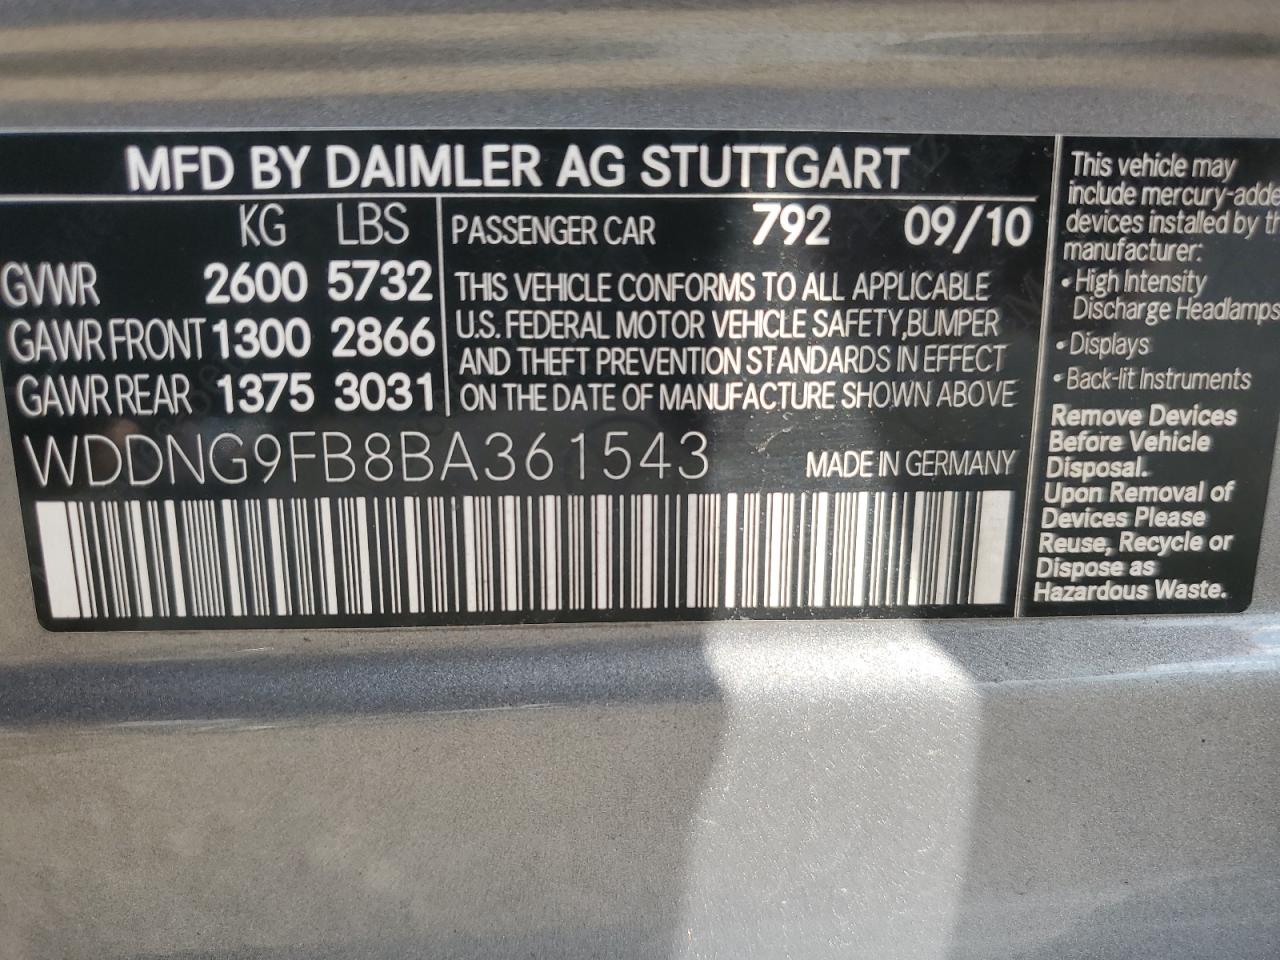 MFD BY DAIMLER AG STUTTGART
KG LBS
GVWR 2600 5732
GAWR FRONT 1300 2866
GAWR REAR 1375 3031
PASSENGER CAR 792 09/10
THIS VEHICLE CONFORMS TO ALL APPLICABLE
U.S. FEDERAL MOTOR VEHICLE SAFETY,BUMPER
AND THEFT PREVENTION STANDARDS IN EFFECT
ON THE DATE OF MANUFACTURE SHOWN ABOVE
WDDNG9FB8BA361543
MADE IN GERMANY
This vehicle may
include mercury-adde
devices installed by th
manufacturer:
• High Intensity
Discharge Headlamps
• Displays
• Back-lit Instruments
Remove Devices
Before Vehicle
Disposal.
Upon Removal of
Devices Please
Reuse, Recycle or
Dispose as
Hazardous Waste.